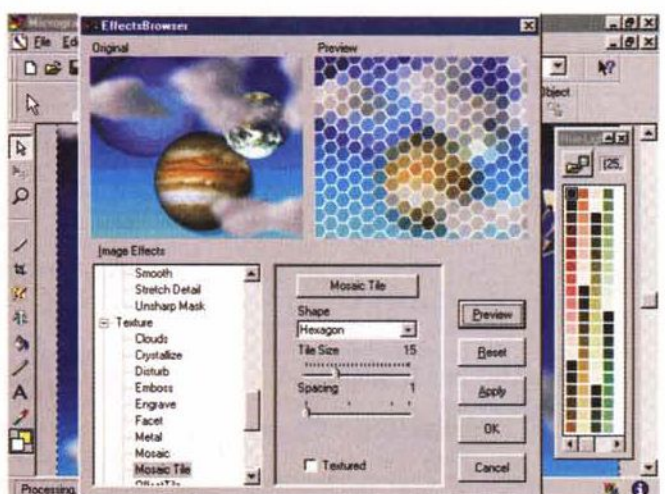 EffectsBrowser
File
Original
Preview
Image Effects
Smooth
Stretch Detail
Unsharp Mask
Texture
Clouds
Crystallize
Disturb
Emboss
Engrave
Facet
Metal
Mosaic
Mosaic Tile
Mosaic Tile
Shape
Hexagon
Tile Size 15
Spacing 1
Textured
Preview
Reset
Apply
OK
Cancel
(25,
A
Processing